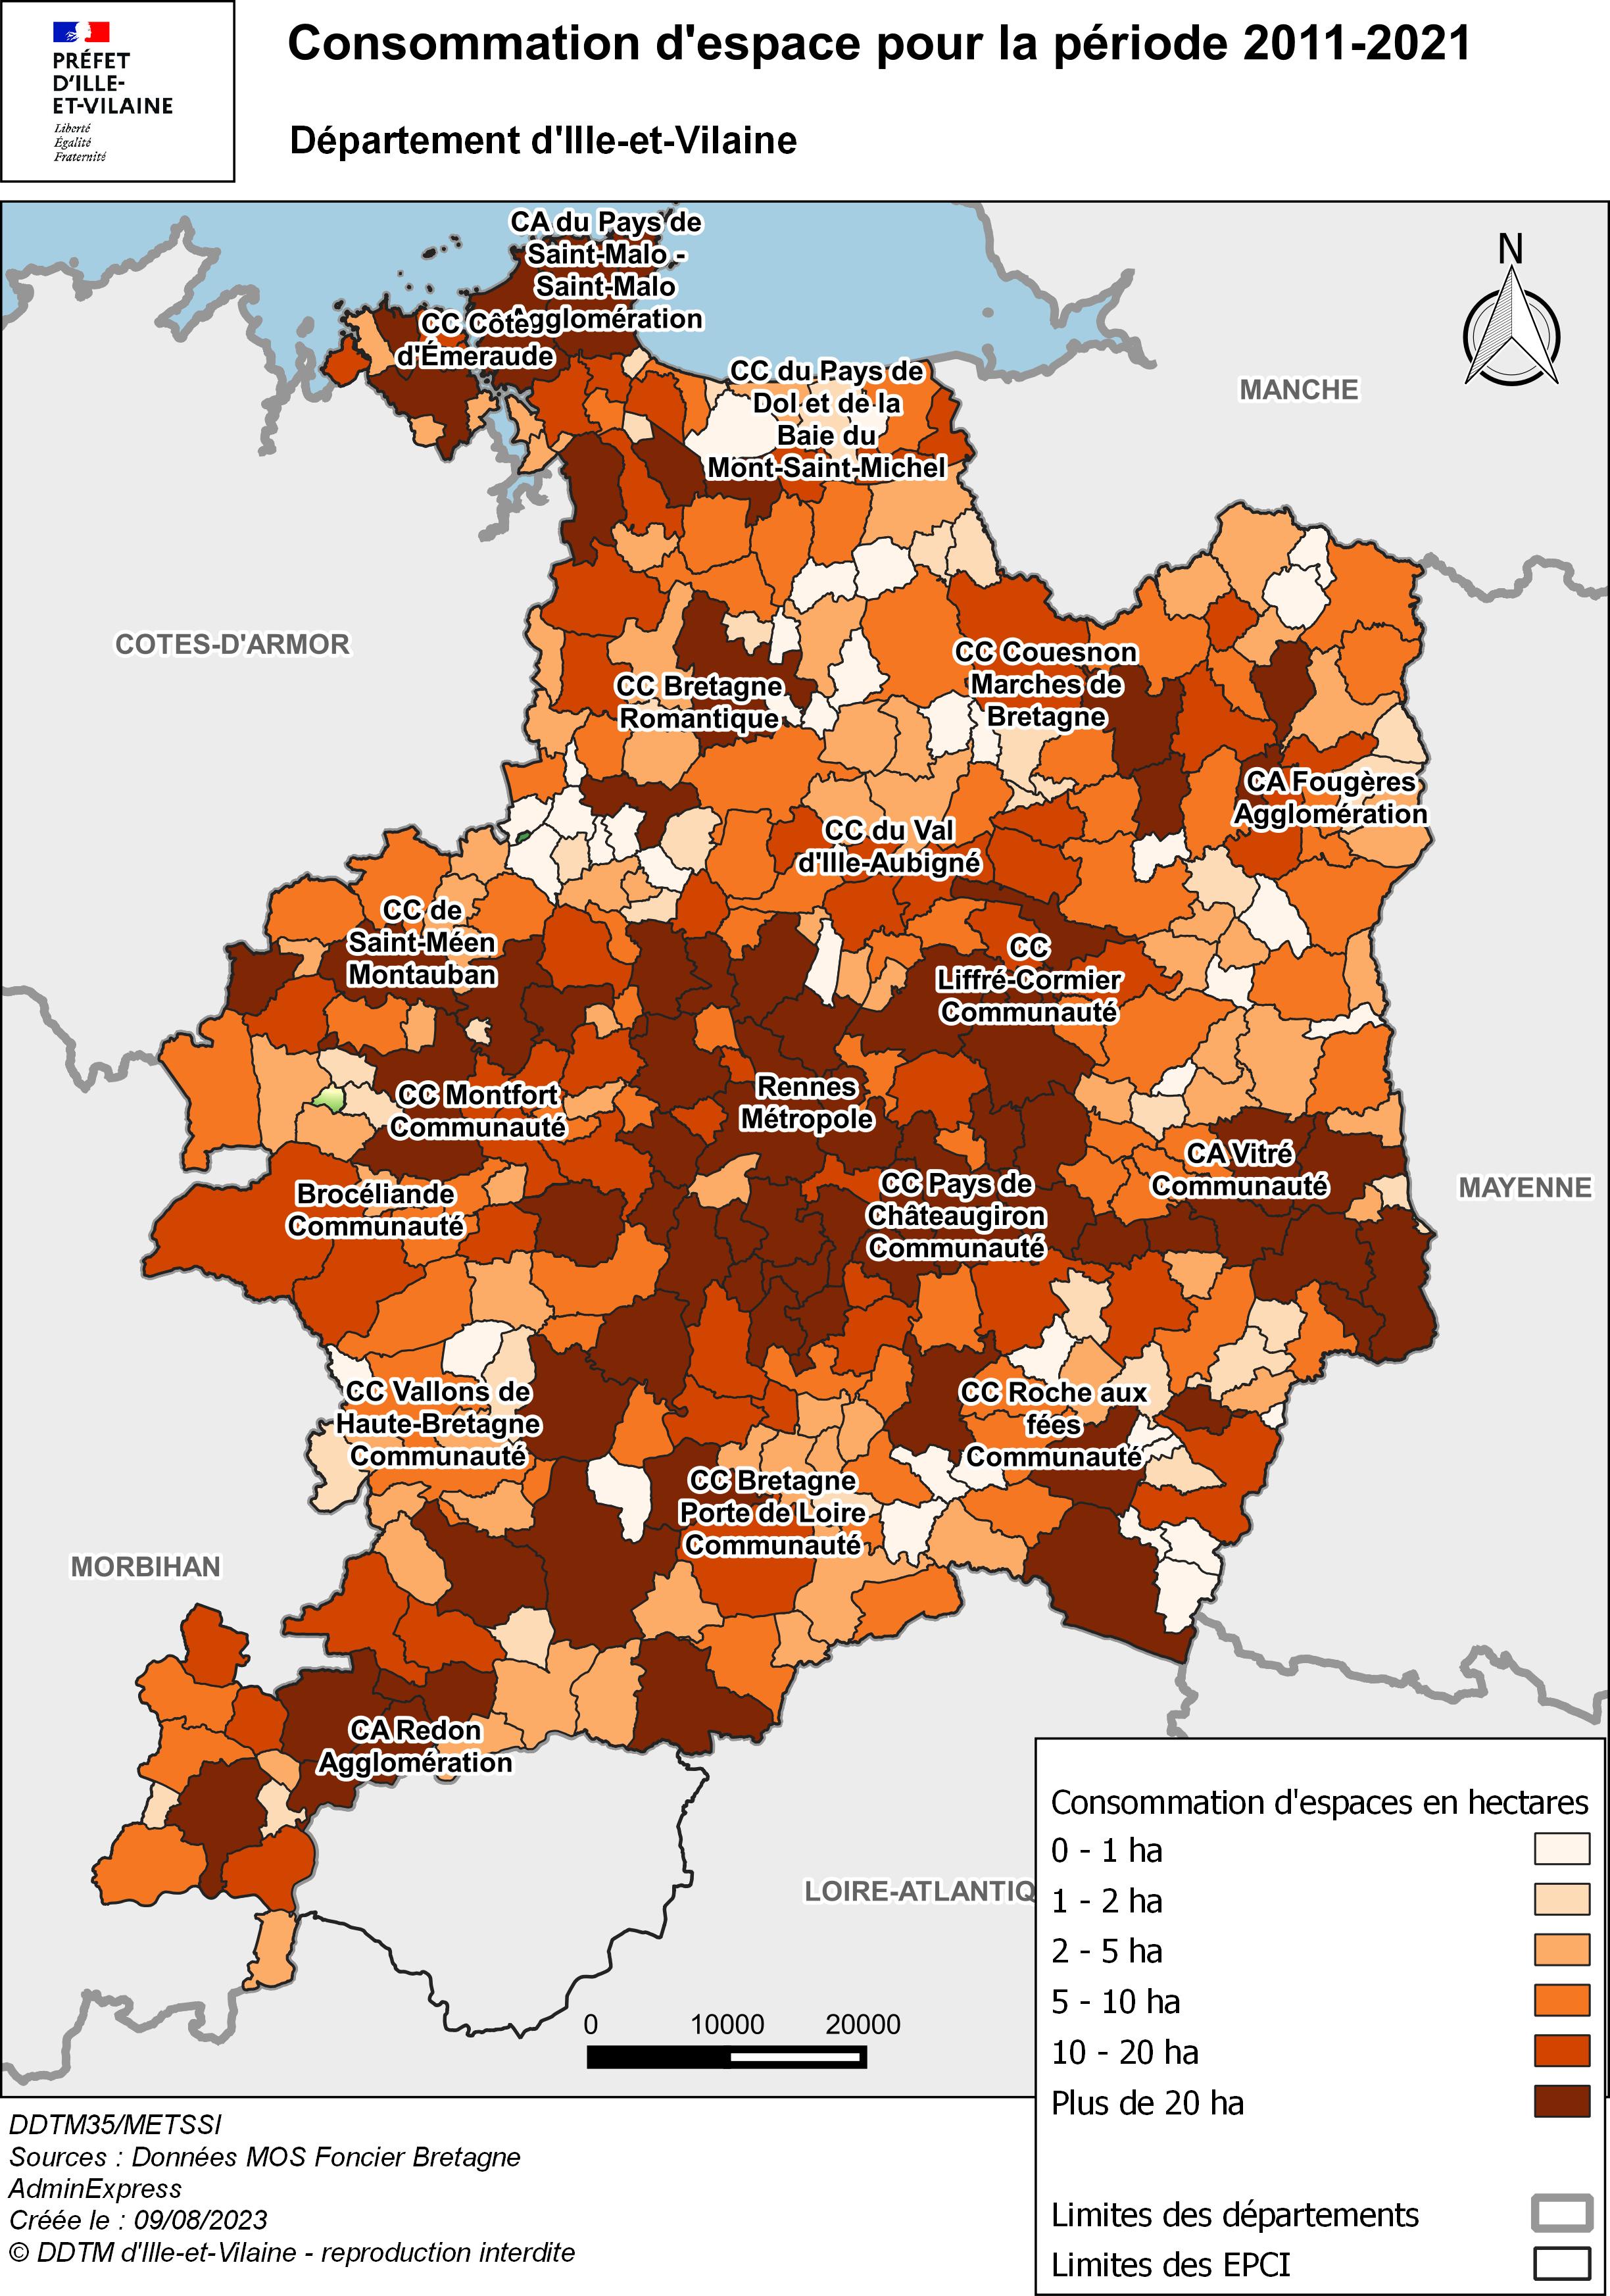 PRÉFET
D'ILLE-
ET-VILAINE
Liberté
Égalité
Fraternité
Consommation d'espace pour la période 2011-2021
Département d'Ille-et-Vilaine
CA du Pays de
Saint-Malo -
Saint-Malo
Agglomération
CC Côte
d'Émeraude
CC du Pays de
Dol et de la
Baie du
Mont-Saint-Michel
N
MANCHE
COTES-D'ARMOR
CC Couesnon
Marches de
Bretagne
CC Bretagne
Romantique
CA Fougères
Agglomération
CC du Val
d'Ille-Aubigné
CC de
Saint-Méen
Montauban
CC
Liffré-Cormier
Communauté
CC Montfort
Communauté
Rennes
Métropole
CA Vitré
Communauté
MAYENNE
Brocéliande
Communauté
CC Pays de
Châteaugiron
Communauté
CC Vallons de
Haute-Bretagne
Communauté
CC Roche aux
fées
Communauté
CC Bretagne
Porte de Loire
Communauté
MORBIHAN
CA Redon
Agglomération
LOIRE-ATLANTIQ
0 10000 20000
Consommation d'espaces en hectares
0 - 1 ha
1 - 2 ha
2 - 5 ha
5 - 10 ha
10 - 20 ha
Plus de 20 ha
Limites des départements
Limites des EPCI
DDTM35/METSSI
Sources : Données MOS Foncier Bretagne
AdminExpress
Créée le : 09/08/2023
© DDTM d'Ille-et-Vilaine - reproduction interdite